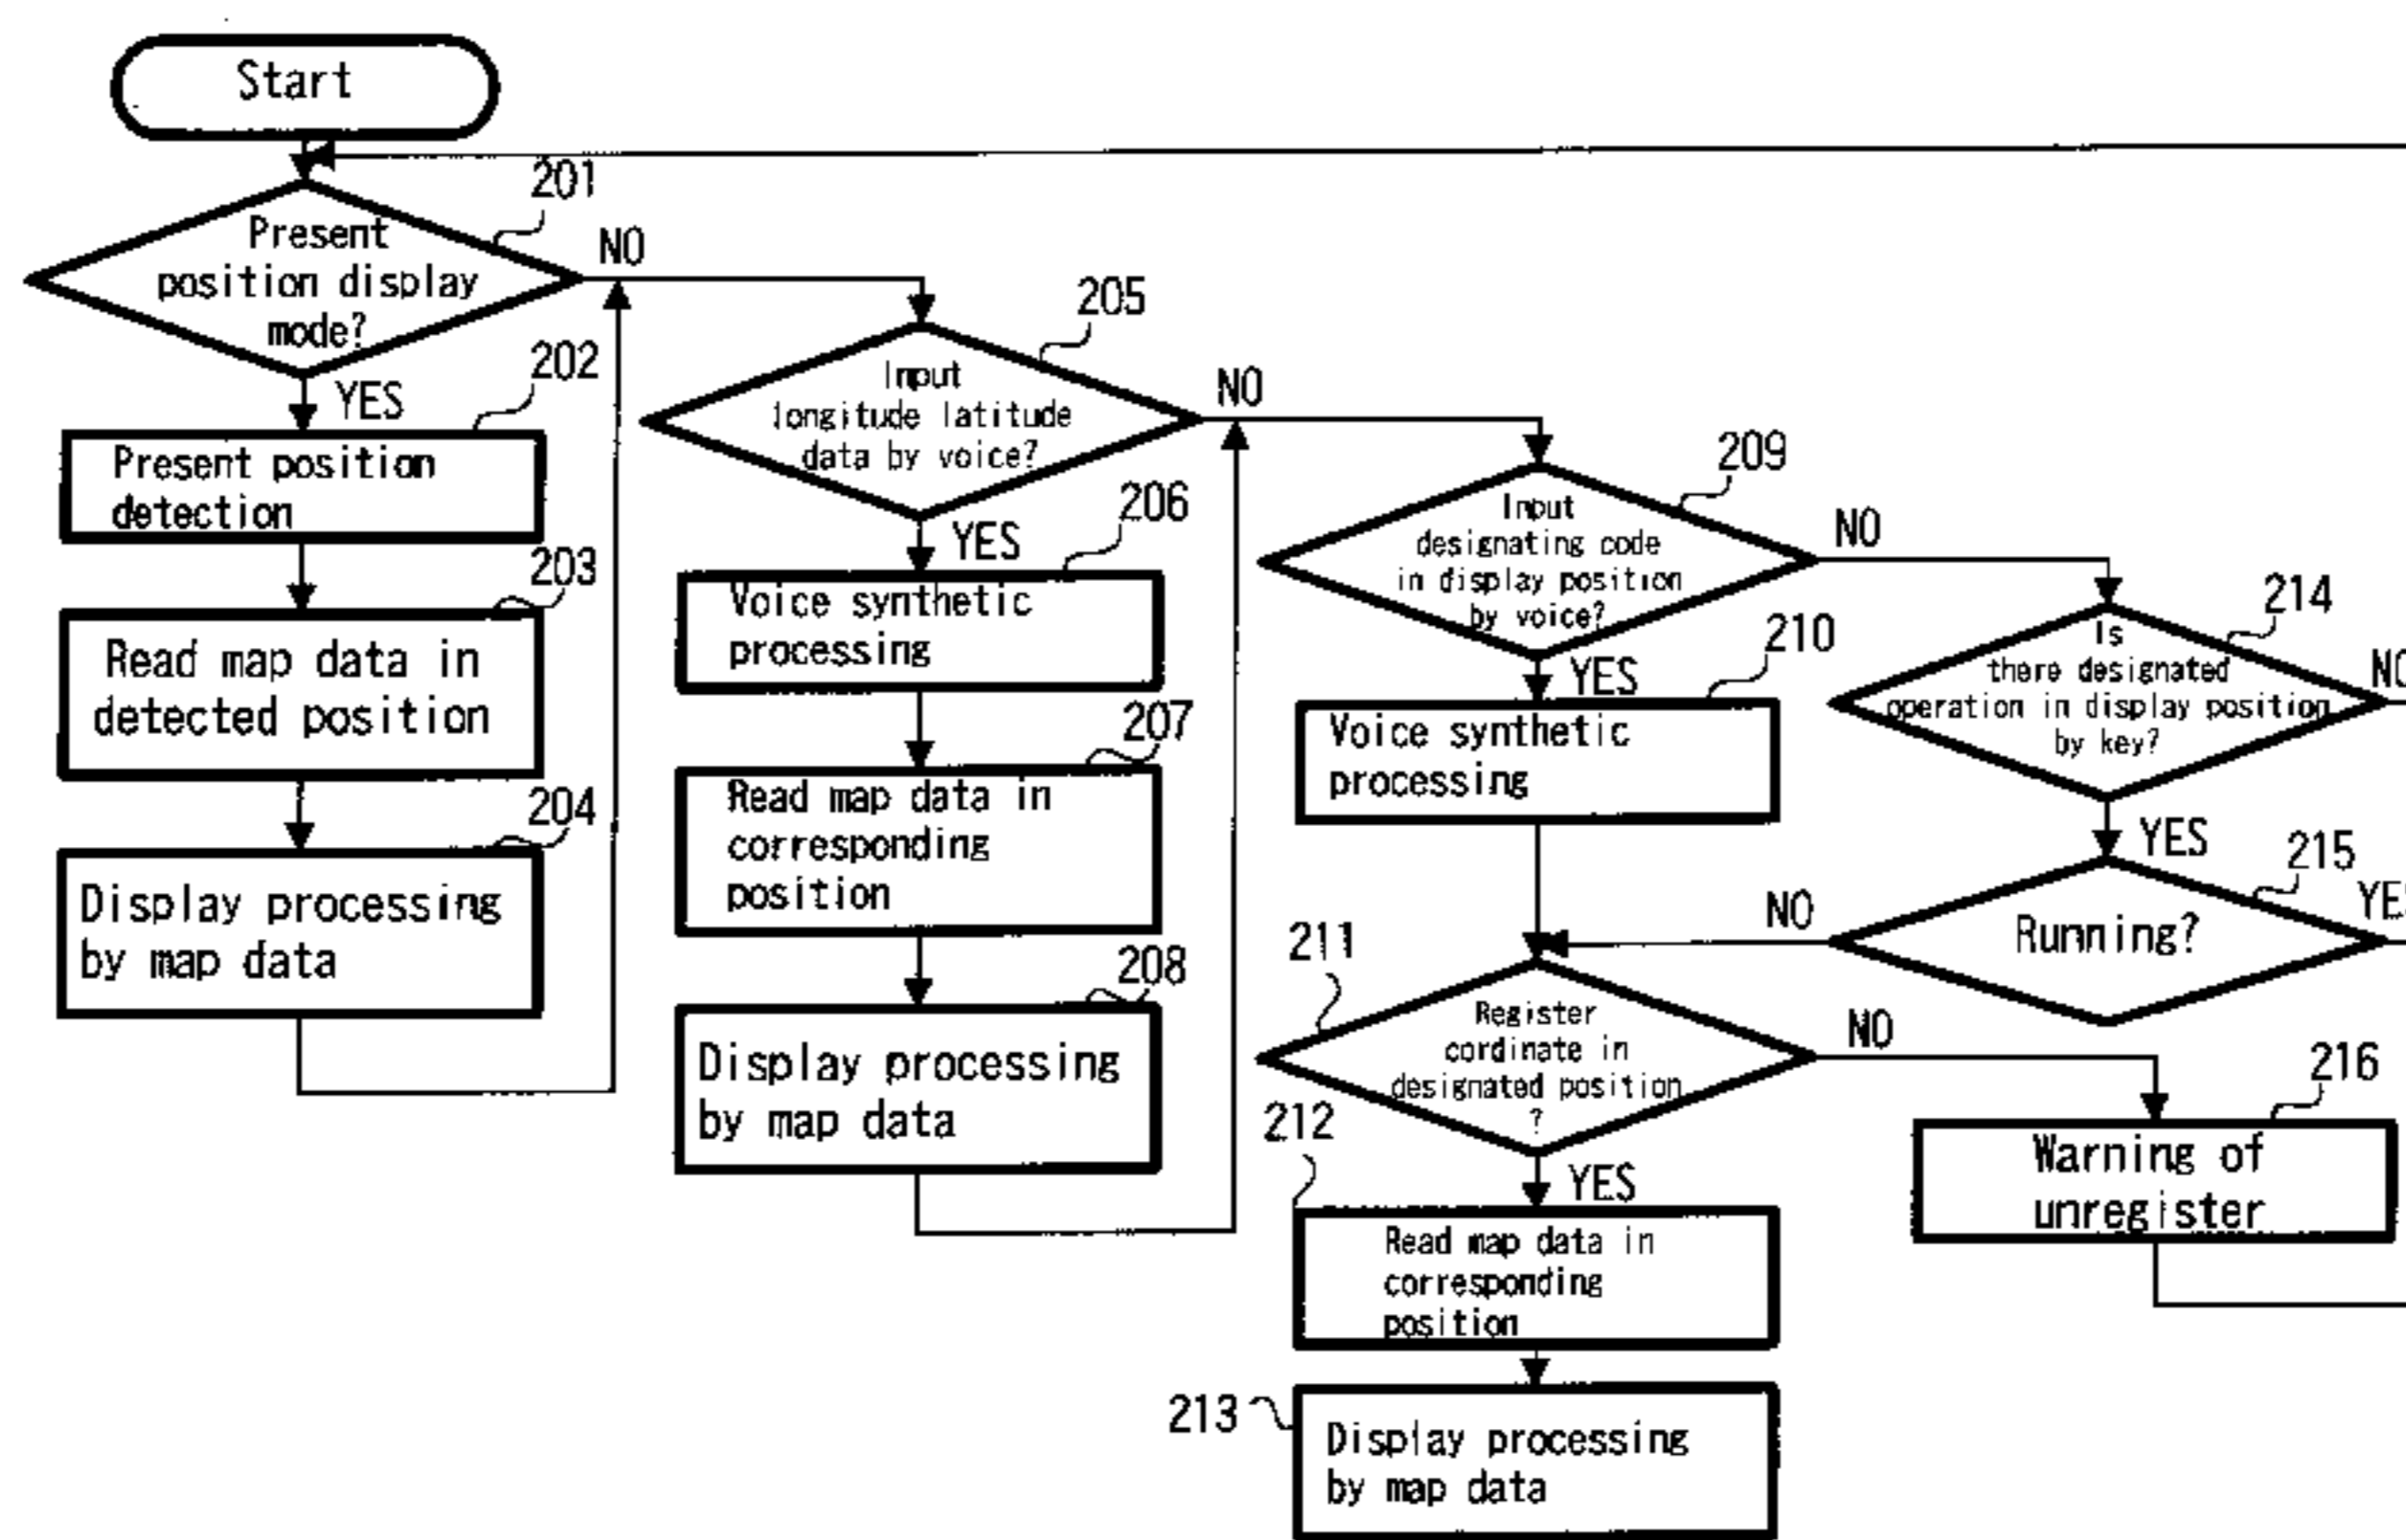 Start
201
Present
position display
mode?
NO
YES
202
Present position
detection
203
Read map data in
detected position
204
Display processing
by map data
205
Input
longitude latitude
data by voice?
NO
YES
206
Voice synthetic
processing
207
Read map data in
corresponding
position
208
Display processing
by map data
209
Input
designating code
in display position
by voice?
NO
YES
210
Voice synthetic
processing
211
Register
cordinate in
designated position
?
NO
YES
212
Read map data in
corresponding
position
213
Display processing
by map data
214
Is
there designated
operation in display position
by key?
NO
YES
215
Running?
NO
YES
216
Warning of
unregister